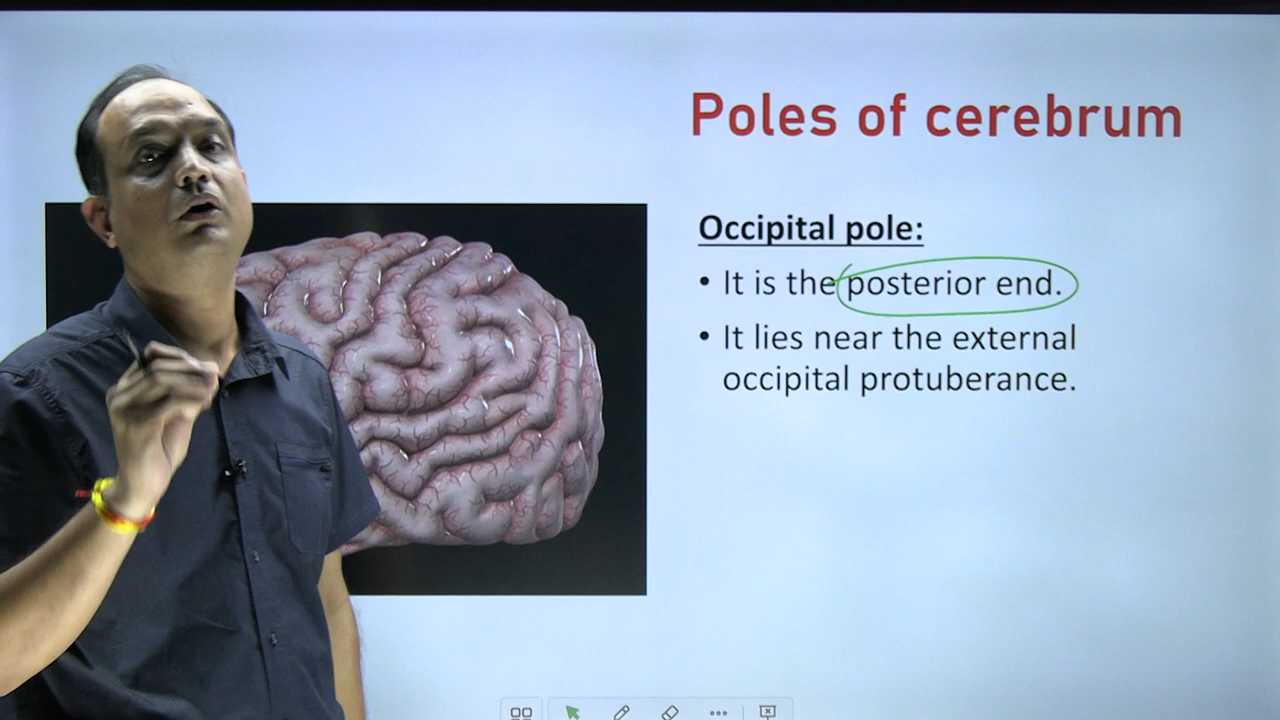 Poles of cerebrum
Occipital pole:
• It is the posterior end.
• It lies near the external
occipital protuberance.